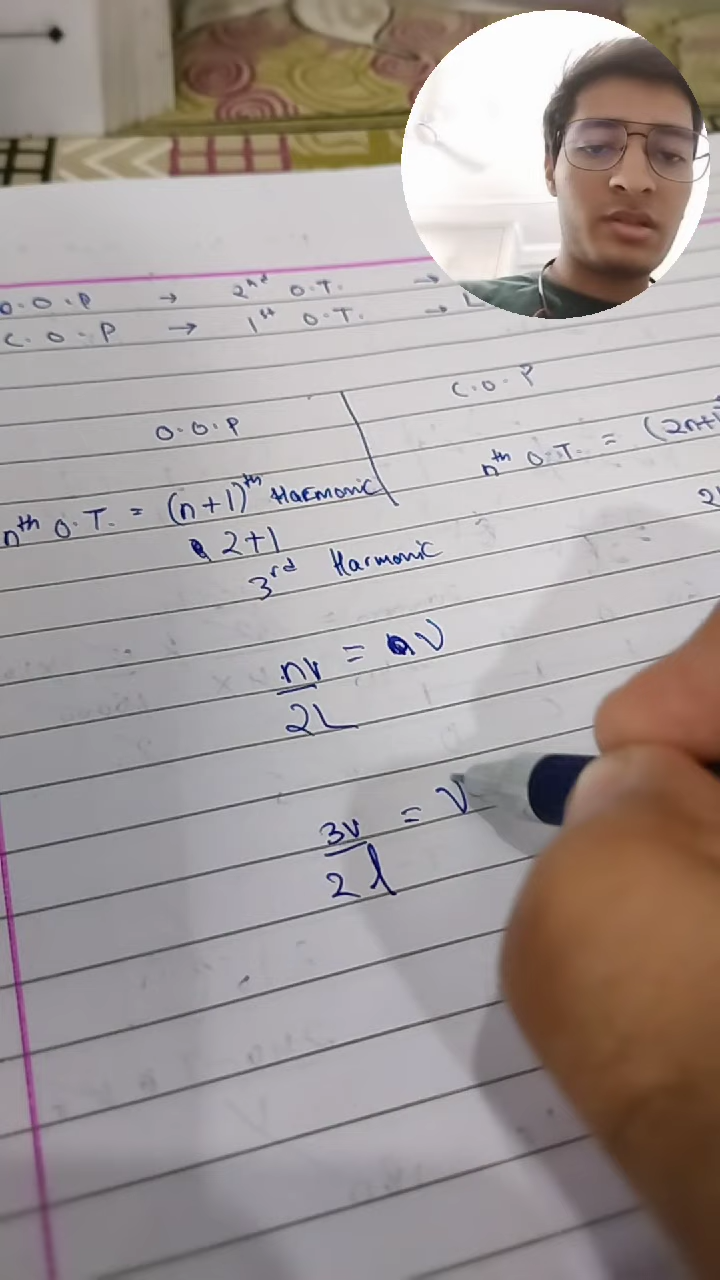 O.O.P → 2nd O.T. →
C.O.P → 1st O.T. → L
O.O.P
C.O.P
nth O.T. = (n+1)th Harmonic
nth O.T. = (2n+1)
2+1
3rd Harmonic
nv/2L = ν
3v/2l = ν